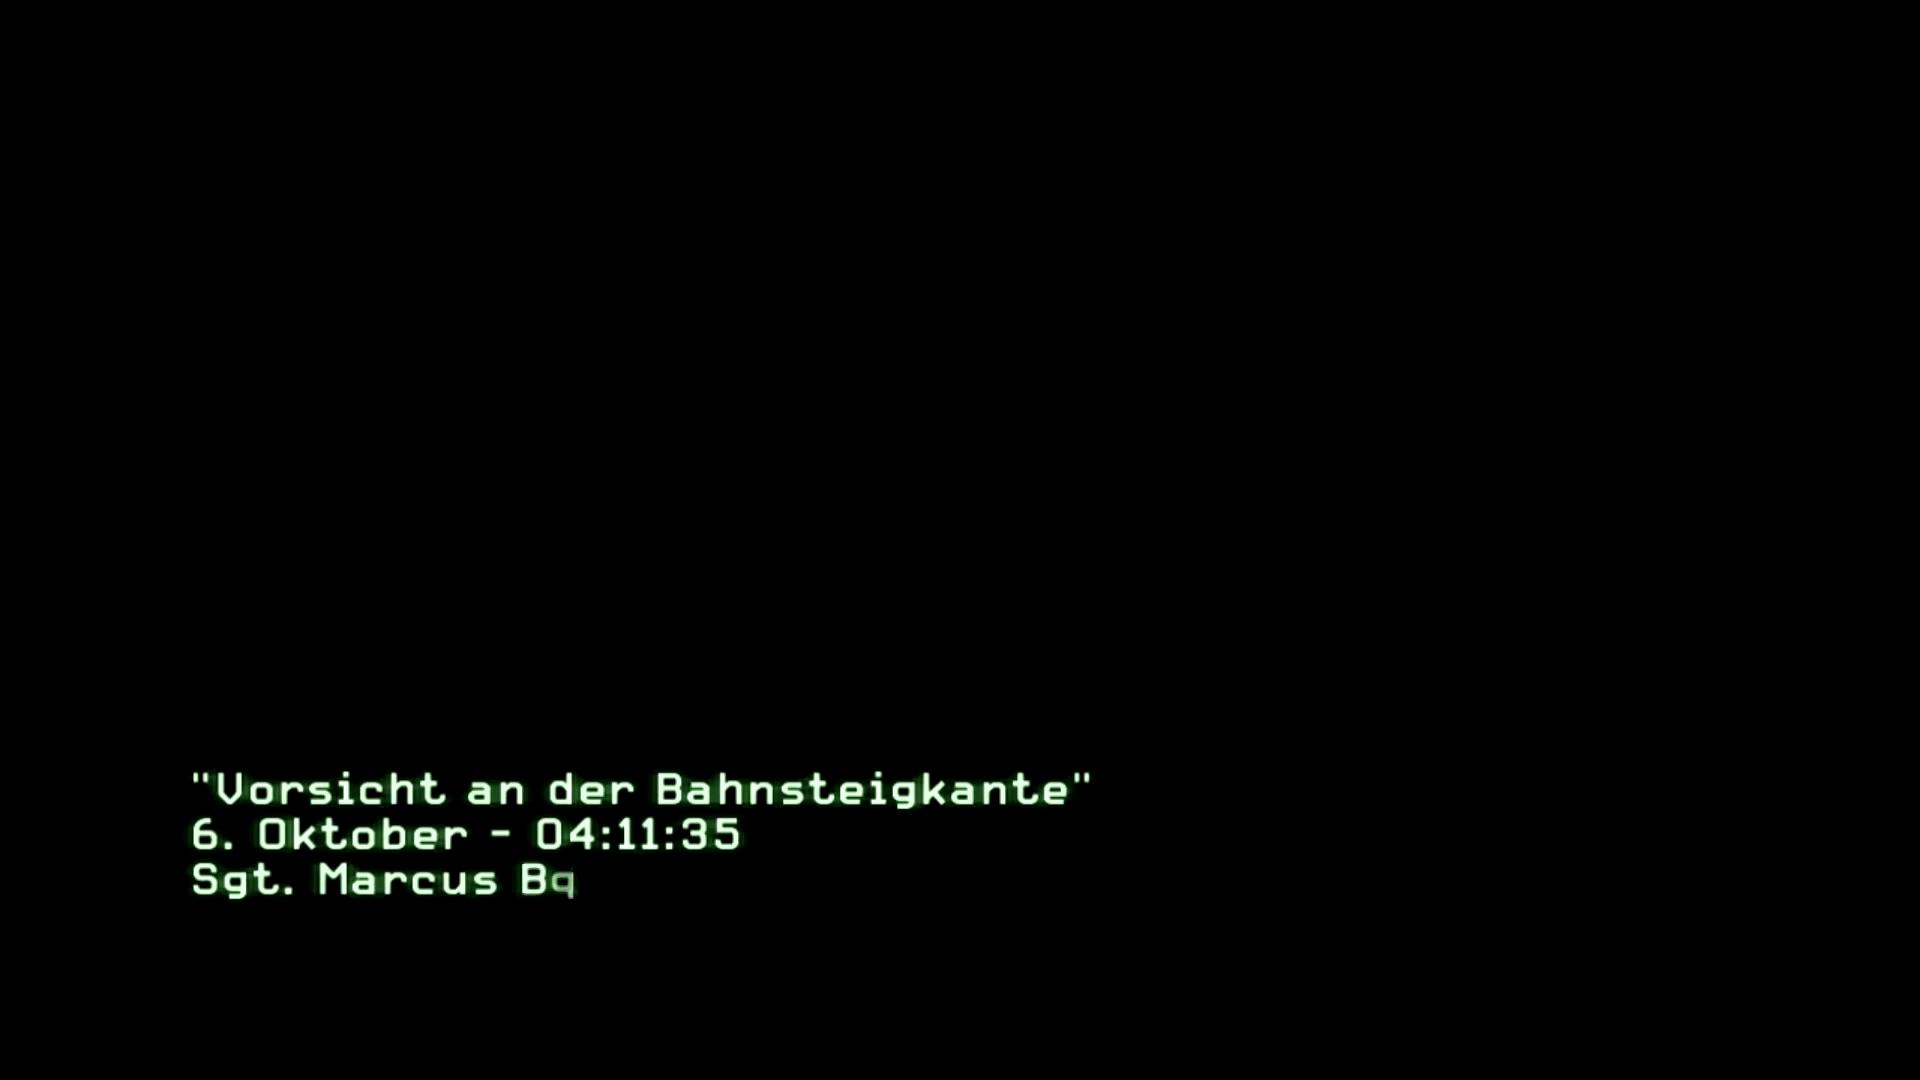 "Vorsicht an der Bahnsteigkante"
6. Oktober - 04:11:35
Sgt. Marcus Bq